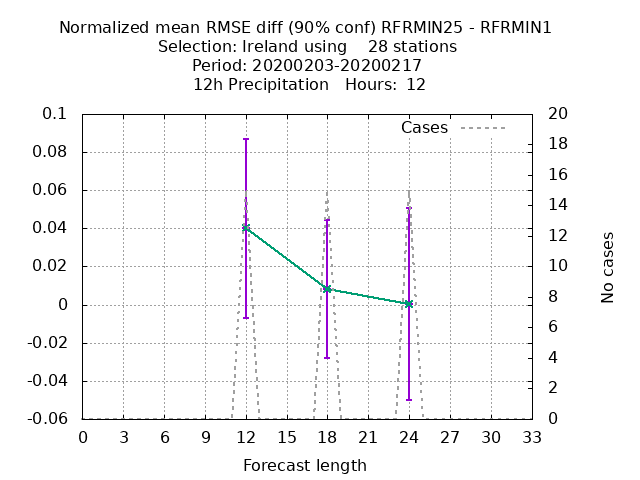 Normalized mean RMSE diff (90% conf) RFRMIN25 - RFRMIN1
Selection: Ireland using 28 stations
Period: 20200203-20200217
12h Precipitation Hours: 12
Cases
0.1
0.08
0.06
0.04
0.02
0
-0.02
-0.04
-0.06
20
18
16
14
12
10
8
6
4
2
0
No cases
0 3 6 9 12 15 18 21 24 27 30 33
Forecast length